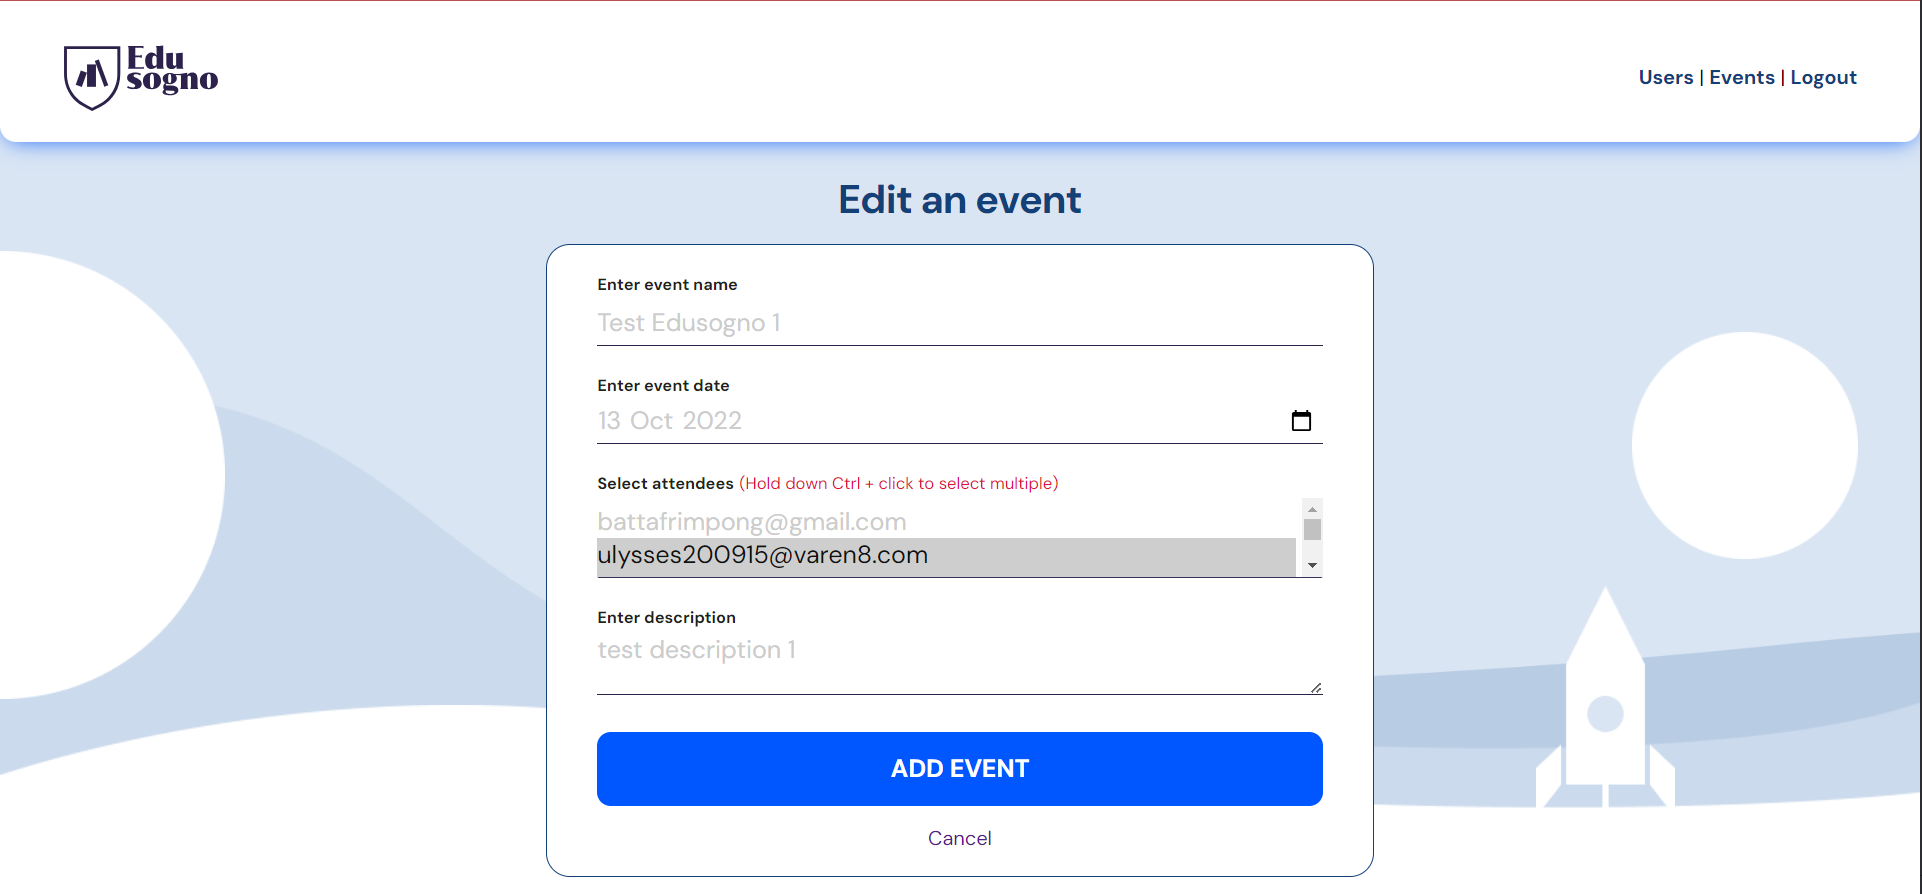 Edu
sogno
Users | Events | Logout
Edit an event
Enter event name
Test Edusogno 1
Enter event date
13 Oct 2022
Select attendees (Hold down Ctrl + click to select multiple)
battafrimpong@gmail.com
ulysses200915@varen8.com
Enter description
test description 1
ADD EVENT
Cancel